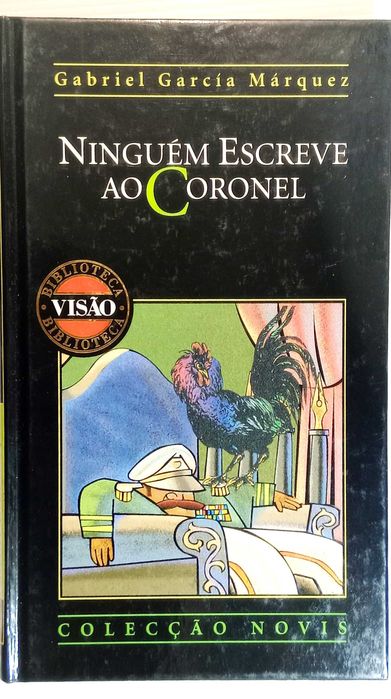 Gabriel García Márquez
NINGUÉM ESCREVE
AO CORONEL
BIBLIOTECA
VISÃO
BIBLIOTECA
COLECÇÃO NOVIS